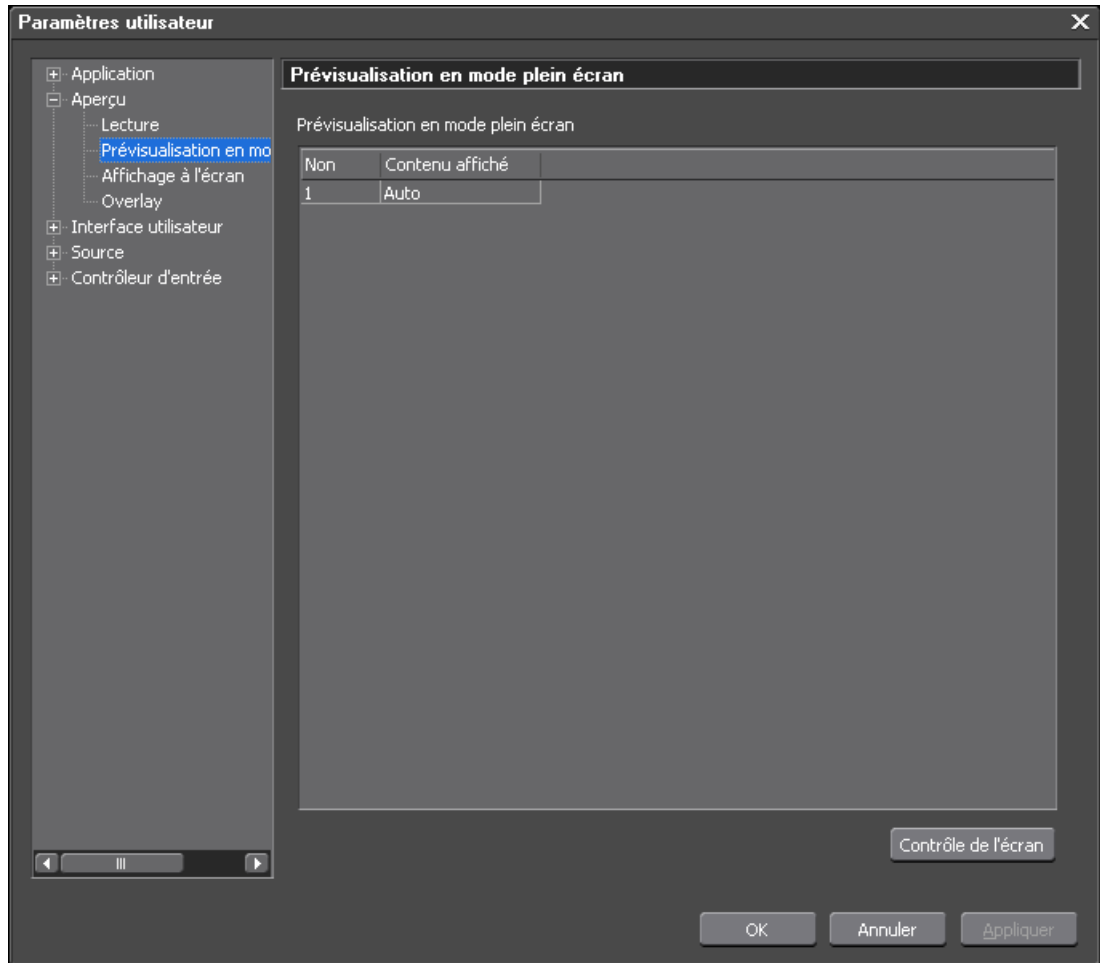 Paramètres utilisateur
Application
Aperçu
Lecture
Prévisualisation en mo
Affichage à l'écran
Overlay
Interface utilisateur
Source
Contrôleur d'entrée
Prévisualisation en mode plein écran
Prévisualisation en mode plein écran
Non Contenu affiché
1 Auto
Contrôle de l'écran
OK Annuler Appliquer